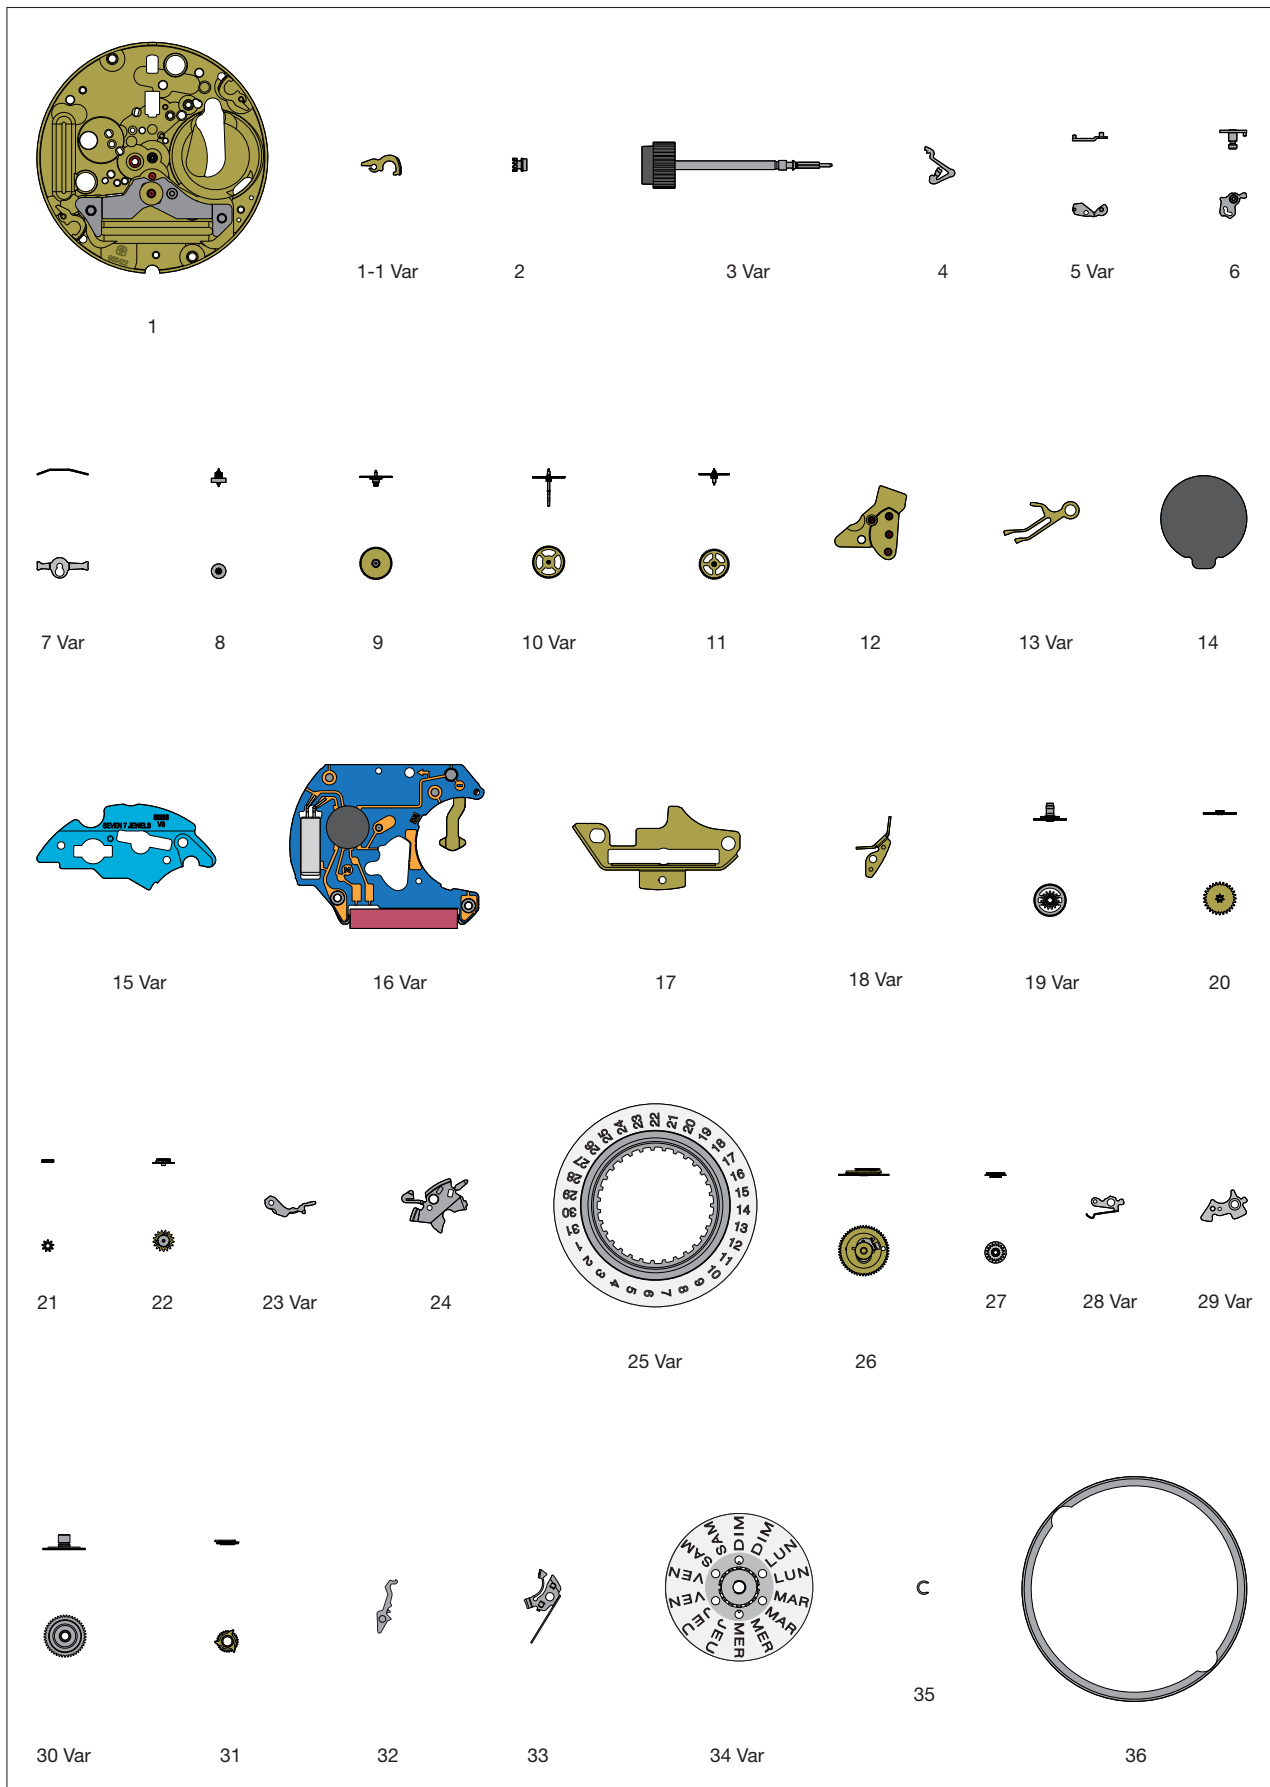 1-1 Var
2
3 Var
4
5 Var
6
1
7 Var
8
9
10 Var
11
12
13 Var
14
SEVEN 7 JEWELS
V8
15 Var
16 Var
17
18 Var
19 Var
20
1 2 3 4 5 6 7 8 9 10 11 12 13 14 15 16 17 18 19 20 21 22 23 24 25 26 27 28 29 30 31
21
22
23 Var
24
25 Var
26
27
28 Var
29 Var
DIM DIM LUN LUN MAR MAR MER MER JEU JEU VEN VEN SAM SAM
C
35
30 Var
31
32
33
34 Var
36